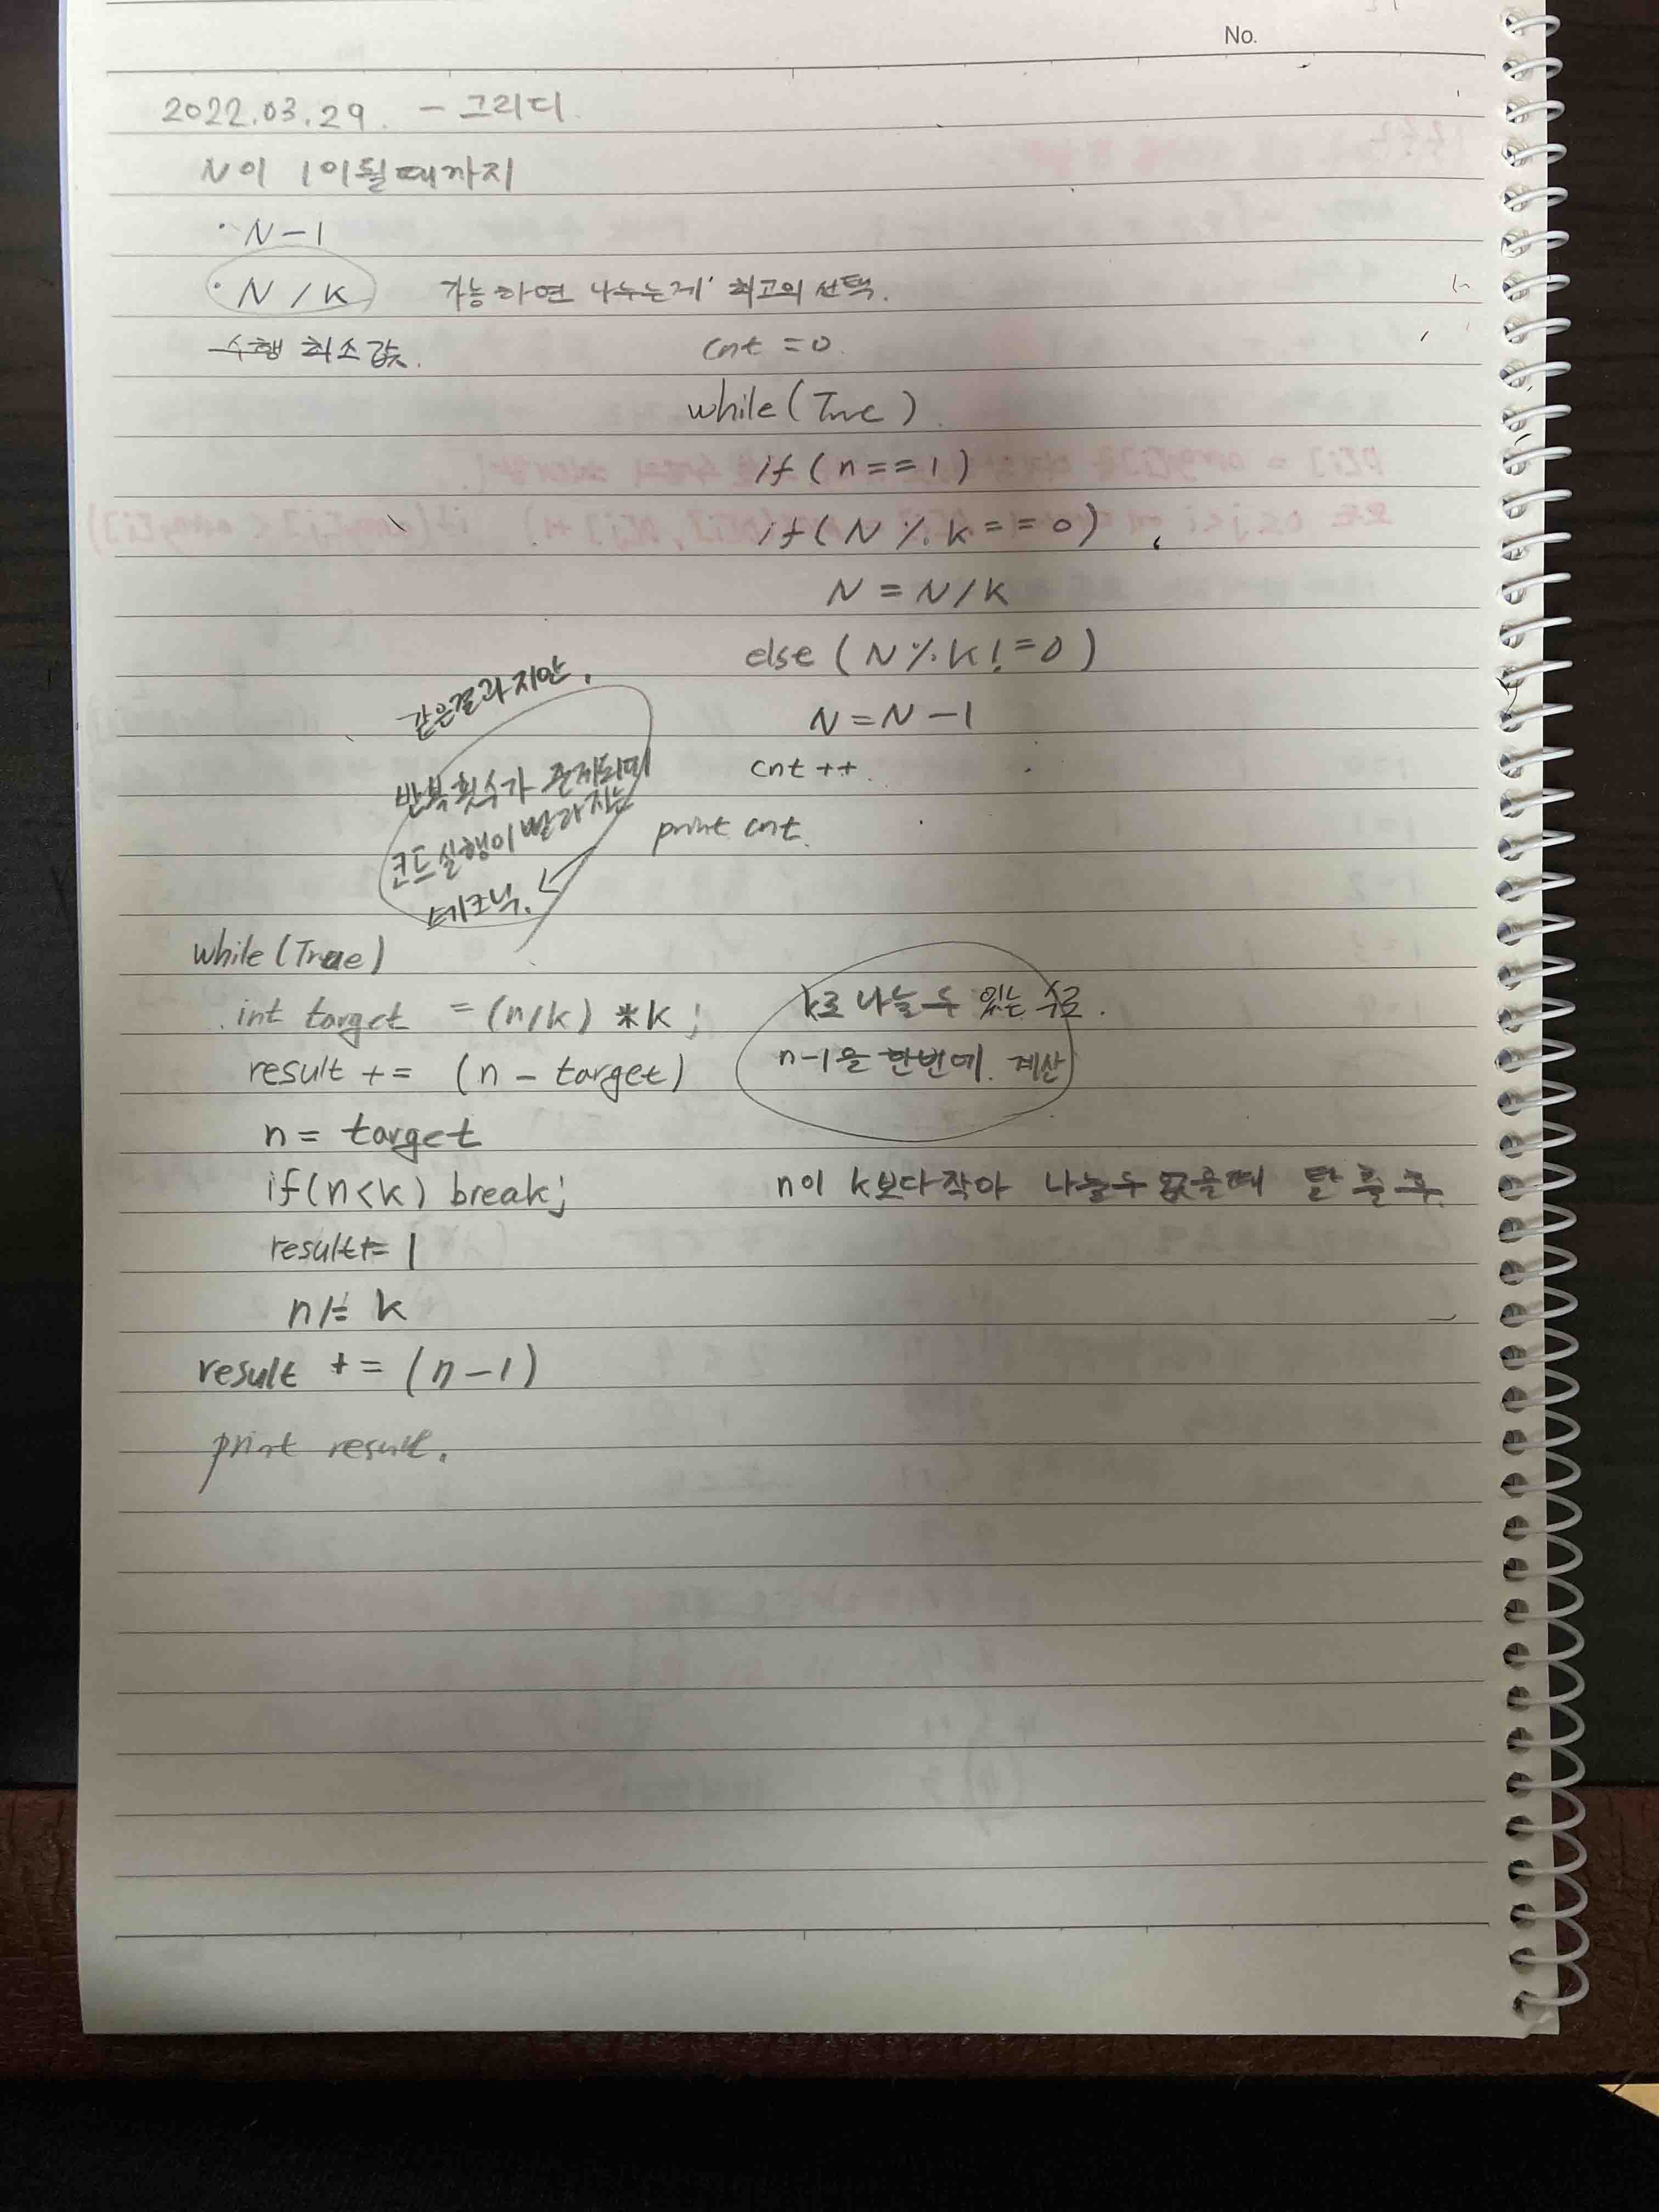 No.
2022.03.29. - 그리디
N이 1이될때까지
· N-1
· N / K 가능하면 나누는게 최고의 선택.
수행 최소값.
cnt = 0
while (True)
if (n==1)
if (N % K == 0)
N = N/K
else (N % K != 0)
N = N-1
cnt ++
print cnt.
같은결과지만,
반복횟수가
코드실행이 빨라지는
테크닉.
while (True)
int target = (n/k) * k;
result += (n - target)
n = target
if(n<k) break;
result += 1
n /= k
result += (n-1)
print result.
k로 나눌 수 있는 수로.
n-1을 한번에 계산
n이 k보다작아 나눌수 없을때 탈출 후